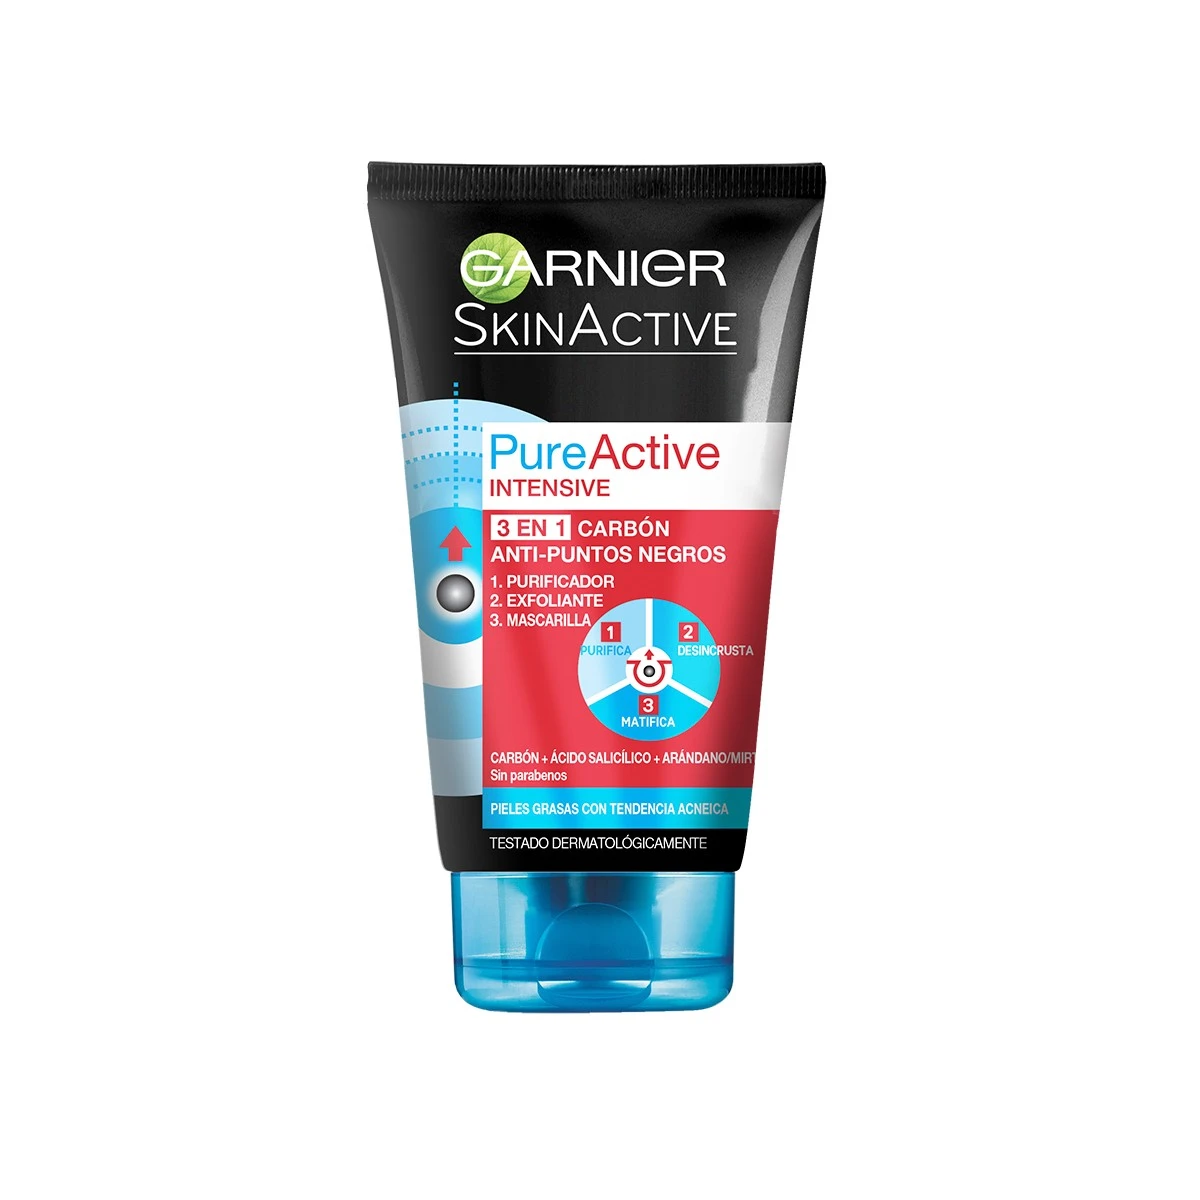 GARNIER
SKINACTIVE
PureActive
INTENSIVE
3 EN 1 CARBÓN
ANTI-PUNTOS NEGROS
1. PURIFICADOR
2. EXFOLIANTE
3. MASCARILLA
1
PURIFICA
2
DESINCRUSTA
3
MATIFICA
CARBÓN + ÁCIDO SALICÍLICO + ARÁNDANO/MIRT
Sin parabenos
PIELES GRASAS CON TENDENCIA ACNEICA
TESTADO DERMATOLÓGICAMENTE